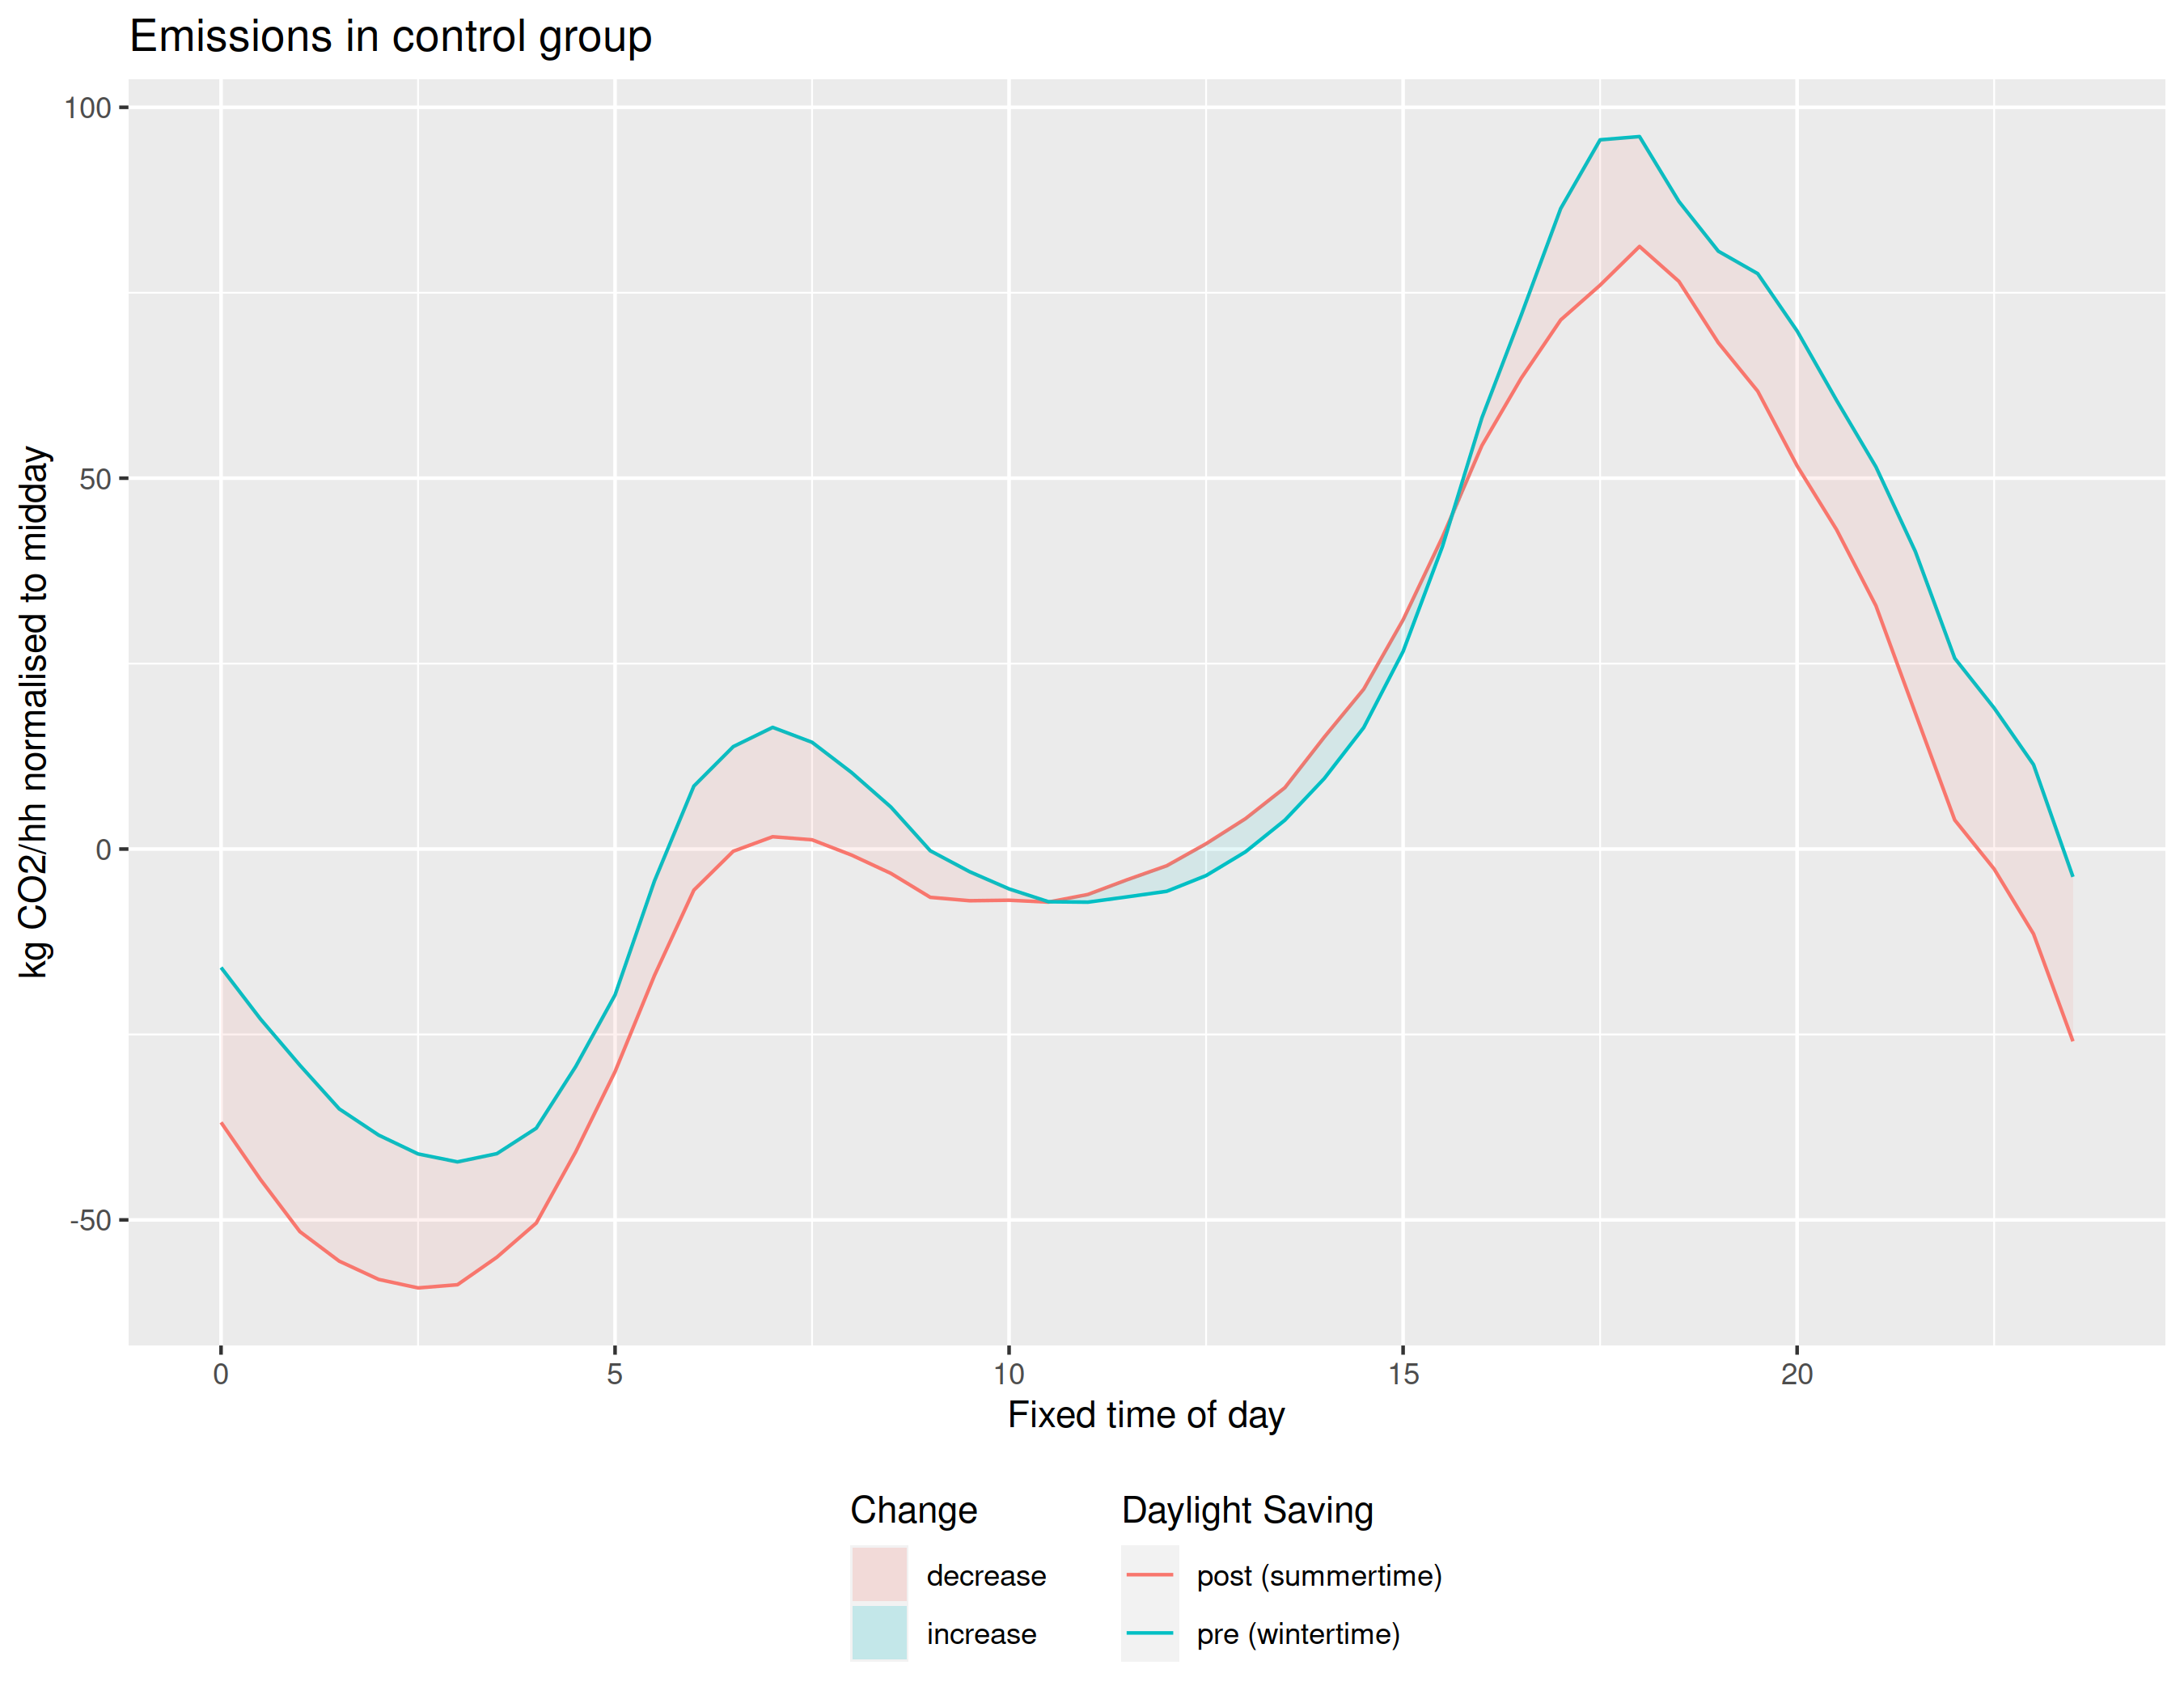 Emissions in control group
kg CO2/hh normalised to midday
100
50
0
-50
0 5 10 15 20
Fixed time of day
Change
decrease
increase
Daylight Saving
post (summertime)
pre (wintertime)